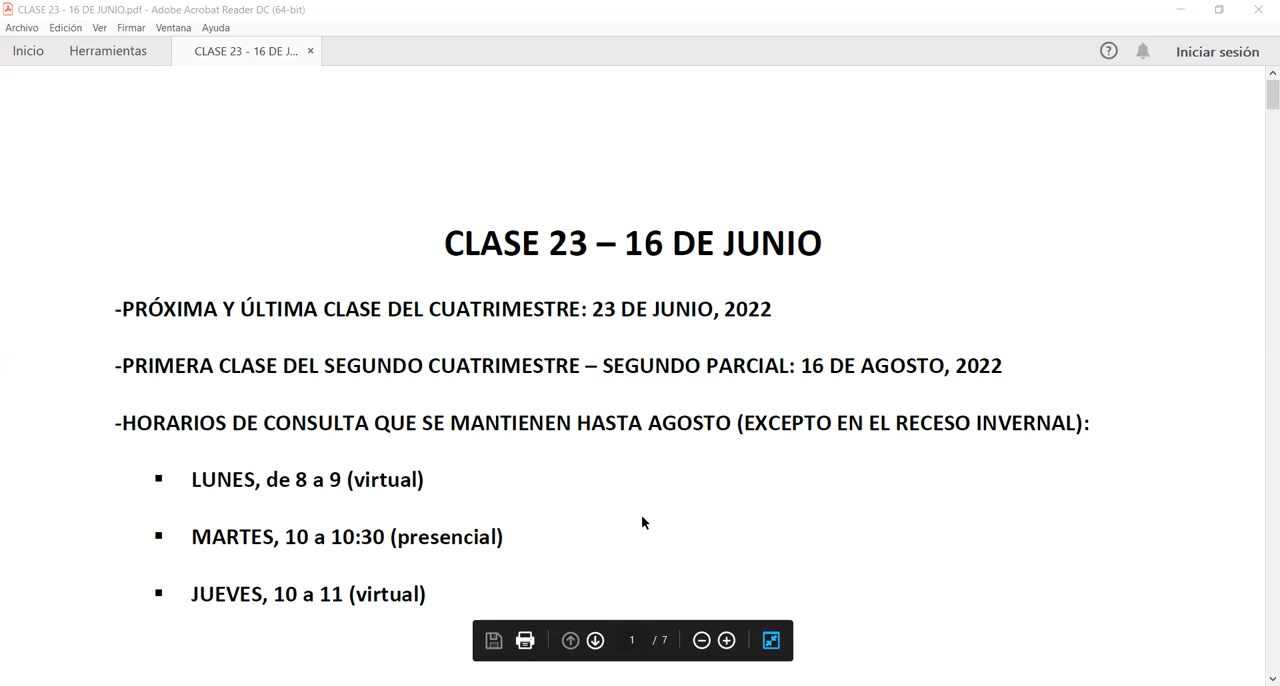 CLASE 23 - 16 DE JUNIO.pdf - Adobe Acrobat Reader DC (64-bit)
Archivo Edición Ver Firmar Ventana Ayuda
Inicio Herramientas CLASE 23 - 16 DE J... × Iniciar sesión
CLASE 23 – 16 DE JUNIO
-PRÓXIMA Y ÚLTIMA CLASE DEL CUATRIMESTRE: 23 DE JUNIO, 2022
-PRIMERA CLASE DEL SEGUNDO CUATRIMESTRE – SEGUNDO PARCIAL: 16 DE AGOSTO, 2022
-HORARIOS DE CONSULTA QUE SE MANTIENEN HASTA AGOSTO (EXCEPTO EN EL RECESO INVERNAL):
▪ LUNES, de 8 a 9 (virtual)
▪ MARTES, 10 a 10:30 (presencial)
▪ JUEVES, 10 a 11 (virtual)
1 / 7